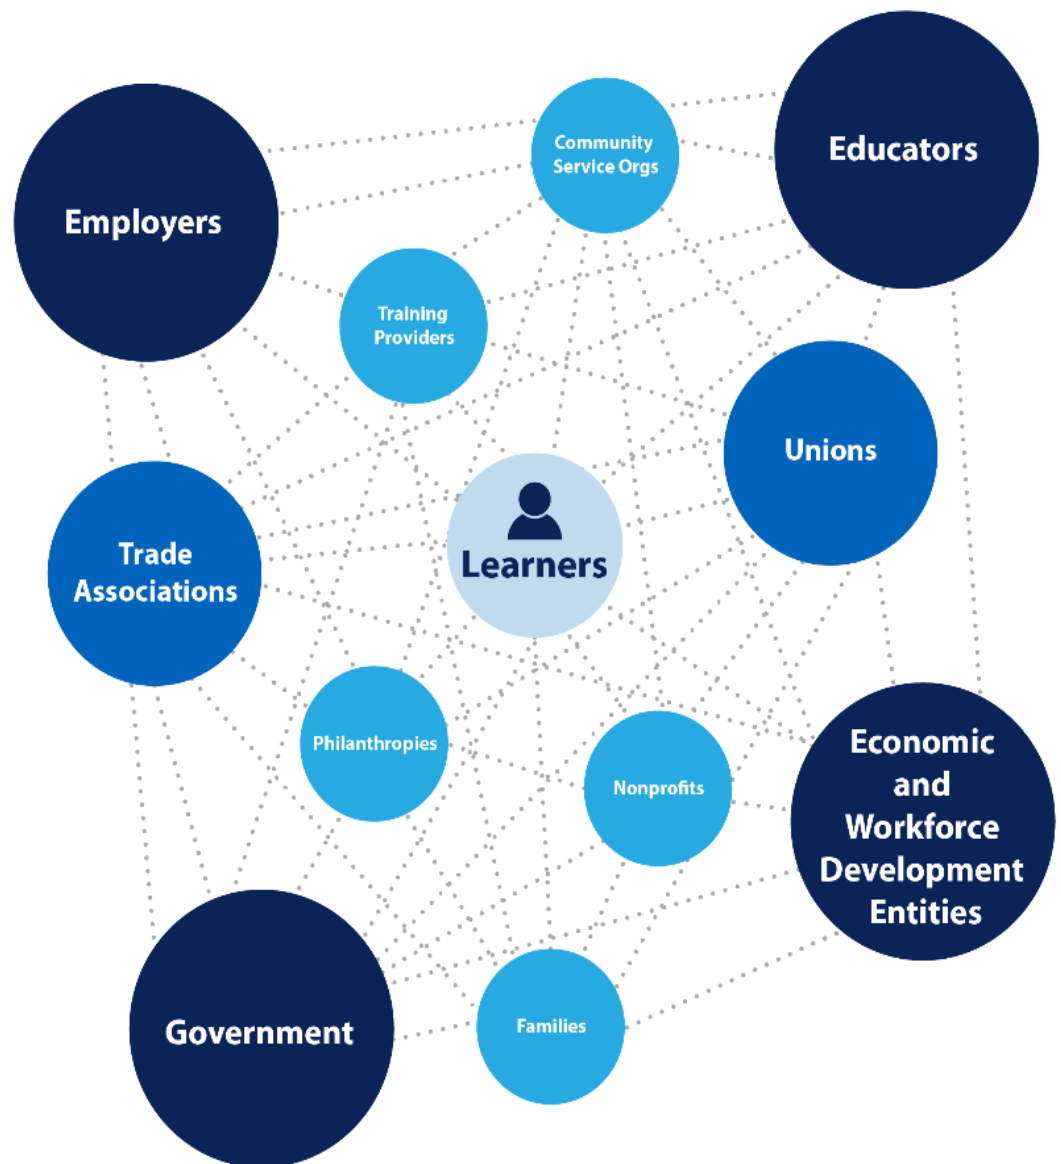 Community
Service Orgs
Educators
Employers
Training
Providers
Unions
Learners
Trade
Associations
Philanthropies
Nonprofits
Economic
and
Workforce
Development
Entities
Government
Families